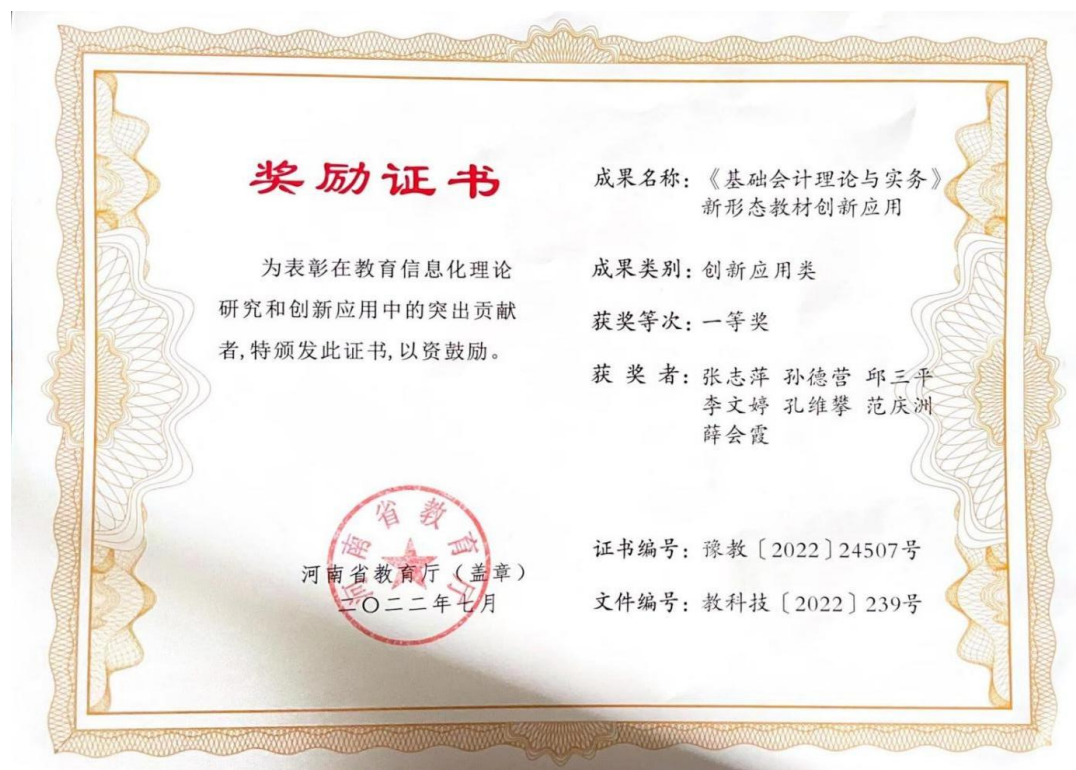 奖励证书
为表彰在教育信息化理论
研究和创新应用中的突出贡献
者,特颁发此证书,以资鼓励。
河南省教育厅
河南省教育厅（盖章）
二〇二二年七月
成果名称：《基础会计理论与实务》
新形态教材创新应用
成果类别：创新应用类
获奖等次：一等奖
获 奖 者：张志萍 孙德营 邱三平
李文婷 孔维攀 范庆洲
薛会霞
证书编号：豫教〔2022〕24507号
文件编号：教科技〔2022〕239号